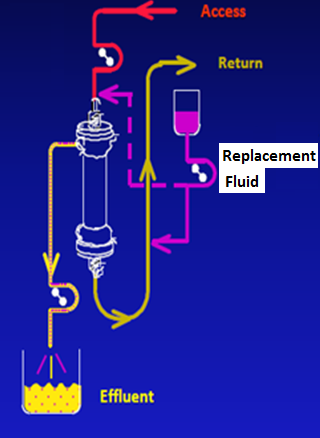 Access
Return
Replacement
Fluid
Effluent